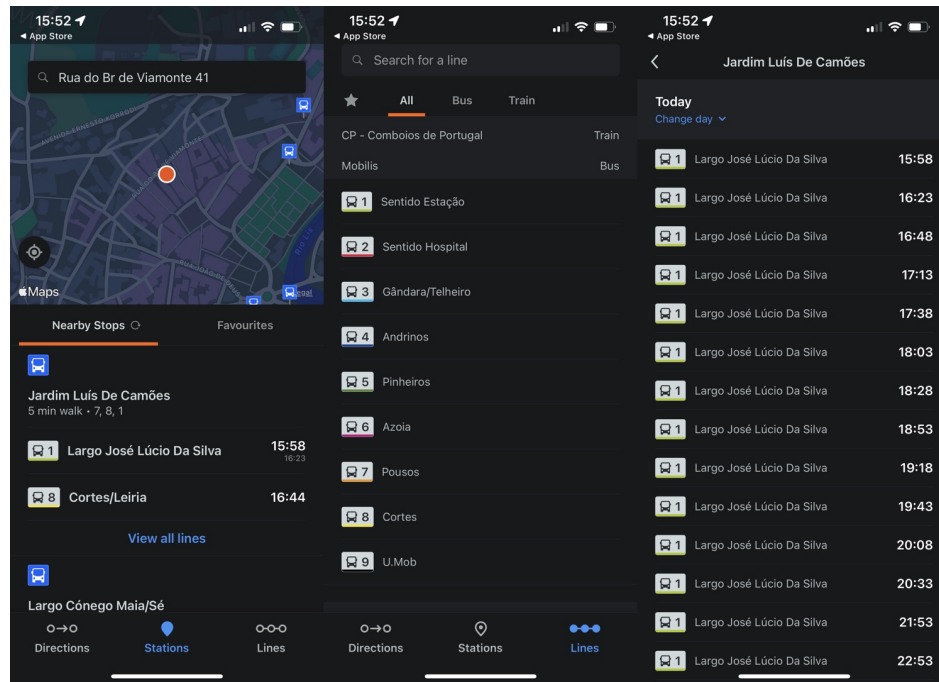 15:52
App Store
Rua do Br de Viamonte 41
AVENIDA ERNESTO KORRODI
Rio Lis
Maps
Nearby Stops
Favourites
Jardim Luís De Camões
5 min walk • 7, 8, 1
1 Largo José Lúcio Da Silva 15:58
16:23
8 Cortes/Leiria 16:44
View all lines
Largo Cónego Maia/Sé
Directions
Stations
Lines
15:52
App Store
Search for a line
All
Bus
Train
CP - Comboios de Portugal Train
Mobilis Bus
1 Sentido Estação
2 Sentido Hospital
3 Gândara/Telheiro
4 Andrinos
5 Pinheiros
6 Azoia
7 Pousos
8 Cortes
9 U.Mob
Directions
Stations
Lines
15:52
App Store
Jardim Luís De Camões
Today
Change day
1 Largo José Lúcio Da Silva 15:58
1 Largo José Lúcio Da Silva 16:23
1 Largo José Lúcio Da Silva 16:48
1 Largo José Lúcio Da Silva 17:13
1 Largo José Lúcio Da Silva 17:38
1 Largo José Lúcio Da Silva 18:03
1 Largo José Lúcio Da Silva 18:28
1 Largo José Lúcio Da Silva 18:53
1 Largo José Lúcio Da Silva 19:18
1 Largo José Lúcio Da Silva 19:43
1 Largo José Lúcio Da Silva 20:08
1 Largo José Lúcio Da Silva 20:33
1 Largo José Lúcio Da Silva 21:53
1 Largo José Lúcio Da Silva 22:53